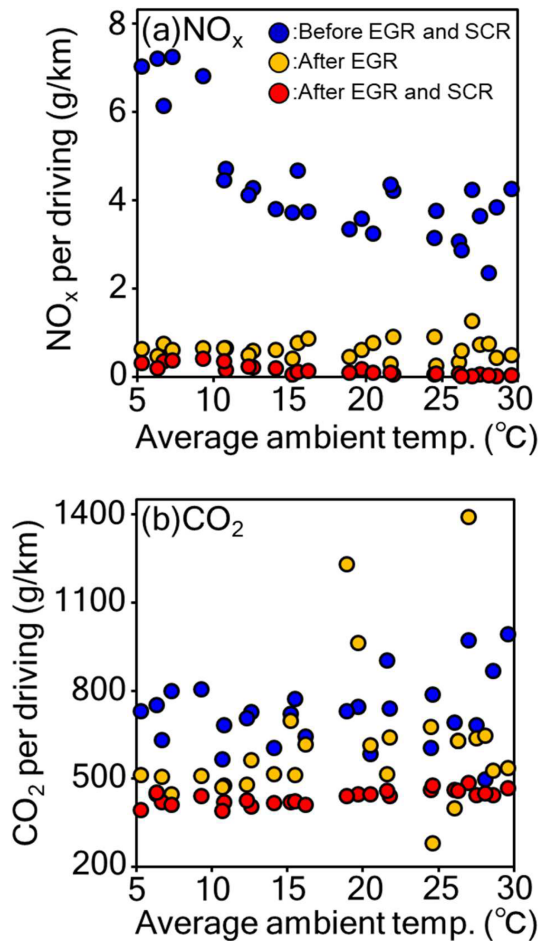 (a)NOx
:Before EGR and SCR
:After EGR
:After EGR and SCR
NOx per driving (g/km)
8
6
4
2
0
5 10 15 20 25 30
Average ambient temp. (℃)
(b)CO2
CO2 per driving (g/km)
1400
1100
800
500
200
5 10 15 20 25 30
Average ambient temp. (℃)